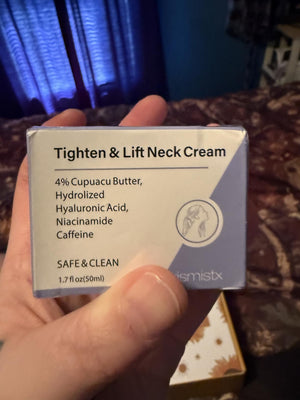 Tighten & Lift Neck Cream
4% Cupuacu Butter,
Hydrolized
Hyaluronic Acid,
Niacinamide
Caffeine
SAFE & CLEAN
1.7 fl oz(50ml)